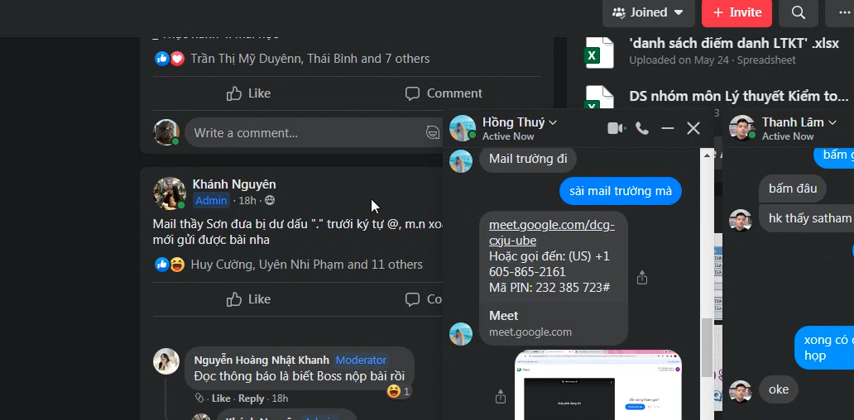 Joined
+ Invite
'danh sách điểm danh LTKT' .xlsx
Uploaded on May 24 · Spreadsheet
DS nhóm môn Lý thuyết Kiểm to...
Trần Thị Mỹ Duyênn, Thái Bình and 7 others
Like
Comment
Write a comment...
Khánh Nguyên
Admin · 18h ·
Mail thầy Sơn đưa bị dư dấu "." trưới ký tự @, m.n xoa
mới gửi được bài nha
Huy Cường, Uyên Nhi Phạm and 11 others
Like
Co
Nguyễn Hoàng Nhật Khanh Moderator
Đọc thông báo là biết Boss nộp bài rồi
1
Like · Reply · 18h
Hồng Thuý
Active Now
Mail trường đi
sài mail trường mà
meet.google.com/dcg-
cxju-ube
Hoặc gọi đến: (US) +1
605-865-2161
Mã PIN: 232 385 723#
Meet
meet.google.com
Thanh Lâm
Active Now
bấm g
bấm đâu
hk thấy satham
xong có c
họp
oke